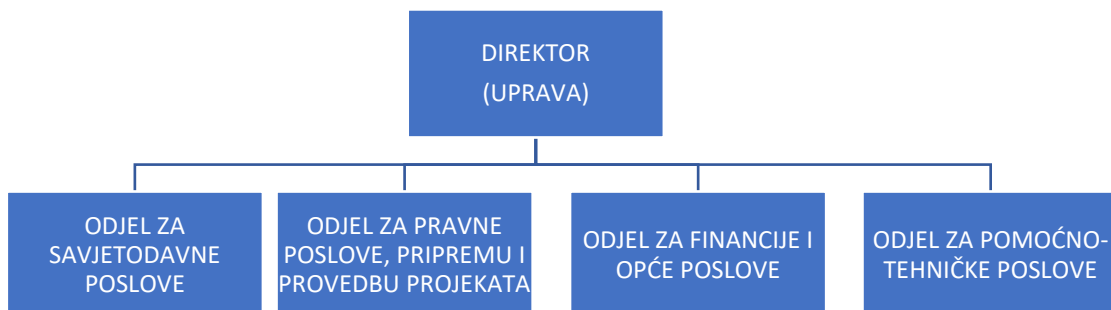 DIREKTOR
(UPRAVA)
ODJEL ZA
SAVJETODAVNE
POSLOVE
ODJEL ZA PRAVNE
POSLOVE, PRIPREMU I
PROVEDBU PROJEKATA
ODJEL ZA FINANCIJE I
OPĆE POSLOVE
ODJEL ZA POMOĆNO-
TEHNIČKE POSLOVE